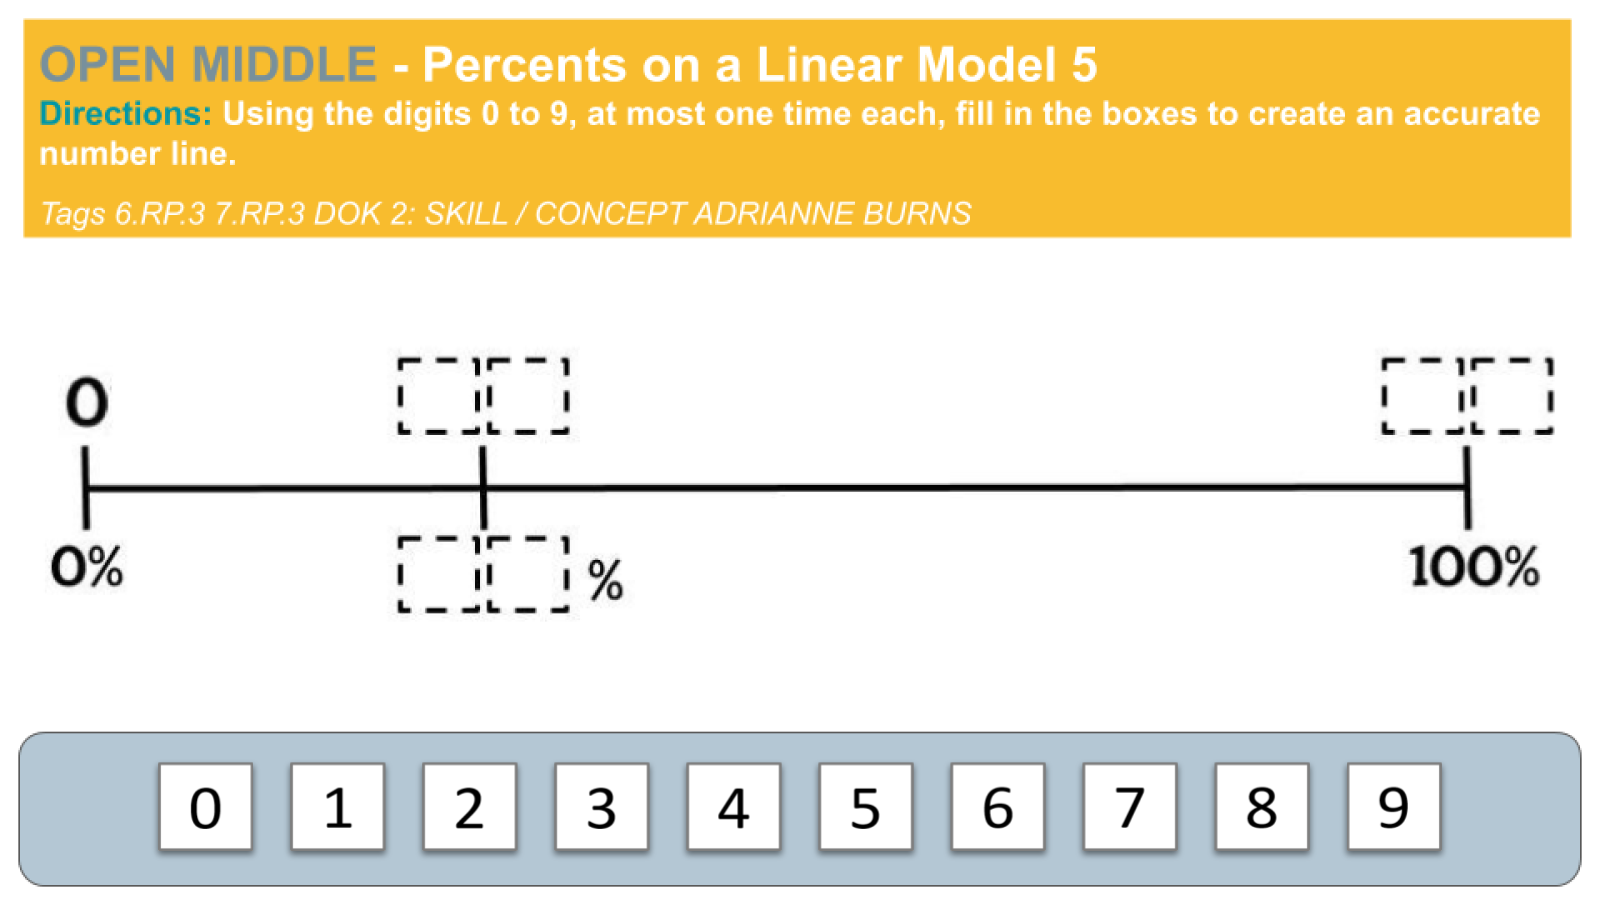 OPEN MIDDLE - Percents on a Linear Model 5
Directions: Using the digits 0 to 9, at most one time each, fill in the boxes to create an accurate
number line.
Tags 6.RP.3 7.RP.3 DOK 2: SKILL / CONCEPT ADRIANNE BURNS
0
0% % 100%
0 1 2 3 4 5 6 7 8 9